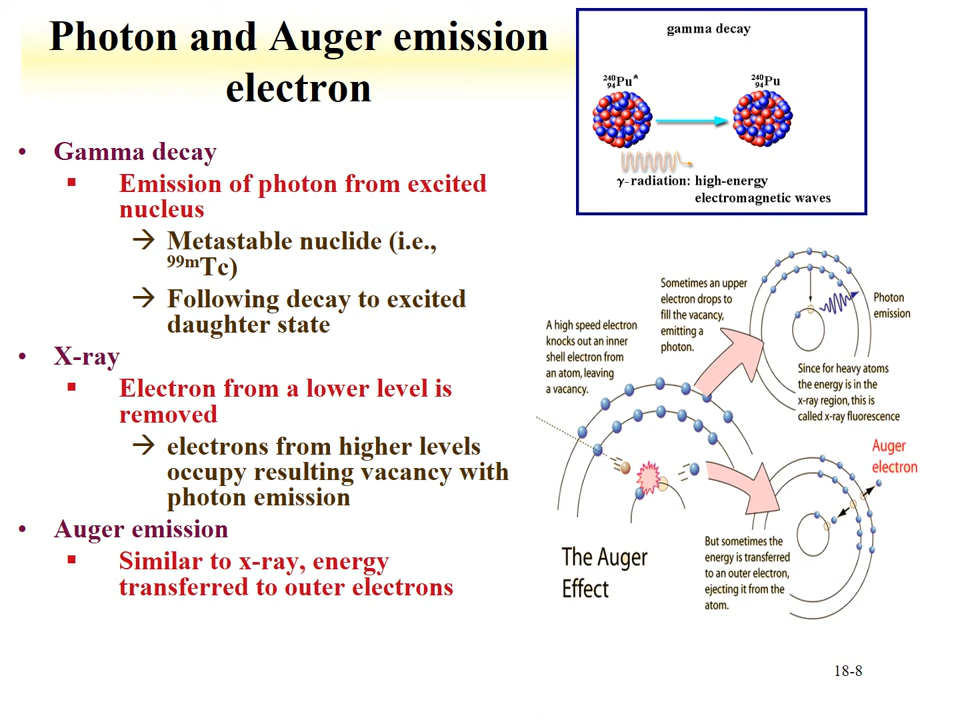 Photon and Auger emission
electron
• Gamma decay
▪ Emission of photon from excited
nucleus
→ Metastable nuclide (i.e.,
⁹⁹ᵐTc)
→ Following decay to excited
daughter state
• X-ray
▪ Electron from a lower level is
removed
→ electrons from higher levels
occupy resulting vacancy with
photon emission
• Auger emission
▪ Similar to x-ray, energy
transferred to outer electrons
gamma decay
²⁴⁰₉₄Pu*
²⁴⁰₉₄Pu
γ- radiation: high-energy
electromagnetic waves
A high speed electron
knocks out an inner
shell electron from
an atom, leaving
a vacancy.
Sometimes an upper
electron drops to
fill the vacancy,
emitting a
photon.
Photon
emission
Since for heavy atoms
the energy is in the
x-ray region, this is
called x-ray fluorescence
Auger
electron
But sometimes the
energy is transferred
to an outer electron,
ejecting it from the
atom.
The Auger
Effect
18-8